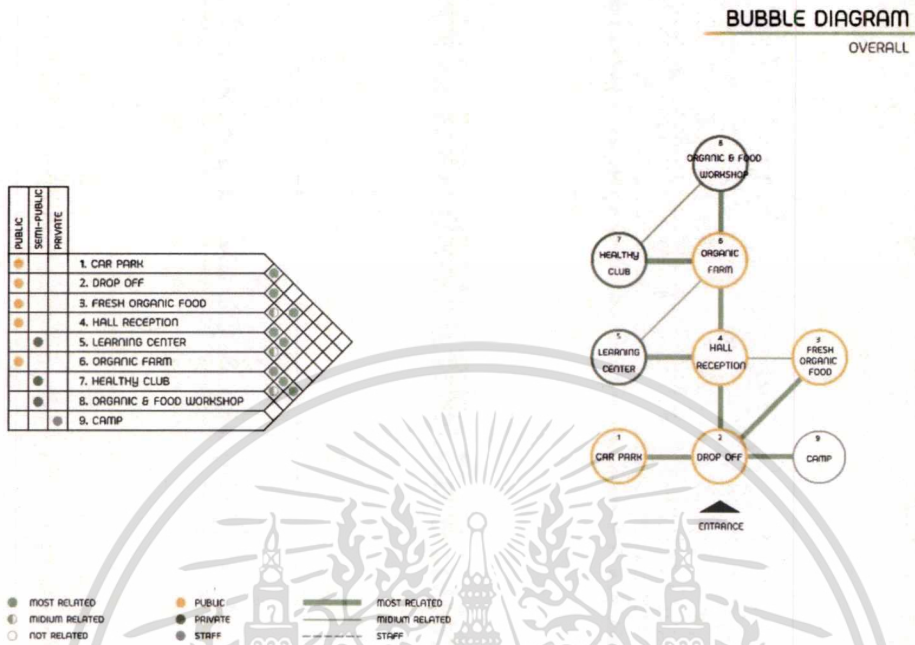 BUBBLE DIAGRAM
OVERALL
PUBLIC
SEMI-PUBLIC
PRIVATE
1. CAR PARK
2. DROP OFF
3. FRESH ORGANIC FOOD
4. HALL RECEPTION
5. LEARNING CENTER
6. ORGANIC FARM
7. HEALTHY CLUB
8. ORGANIC & FOOD WORKSHOP
9. CAMP
8
ORGANIC & FOOD
WORKSHOP
7
HEALTHY
CLUB
6
ORGANIC
FARM
5
LEARNING
CENTER
4
HALL
RECEPTION
3
FRESH
ORGANIC
FOOD
1
CAR PARK
2
DROP OFF
9
CAMP
ENTRANCE
MOST RELATED
MIDIUM RELATED
NOT RELATED
PUBLIC
PRIVATE
STAFF
MOST RELATED
MIDIUM RELATED
STAFF